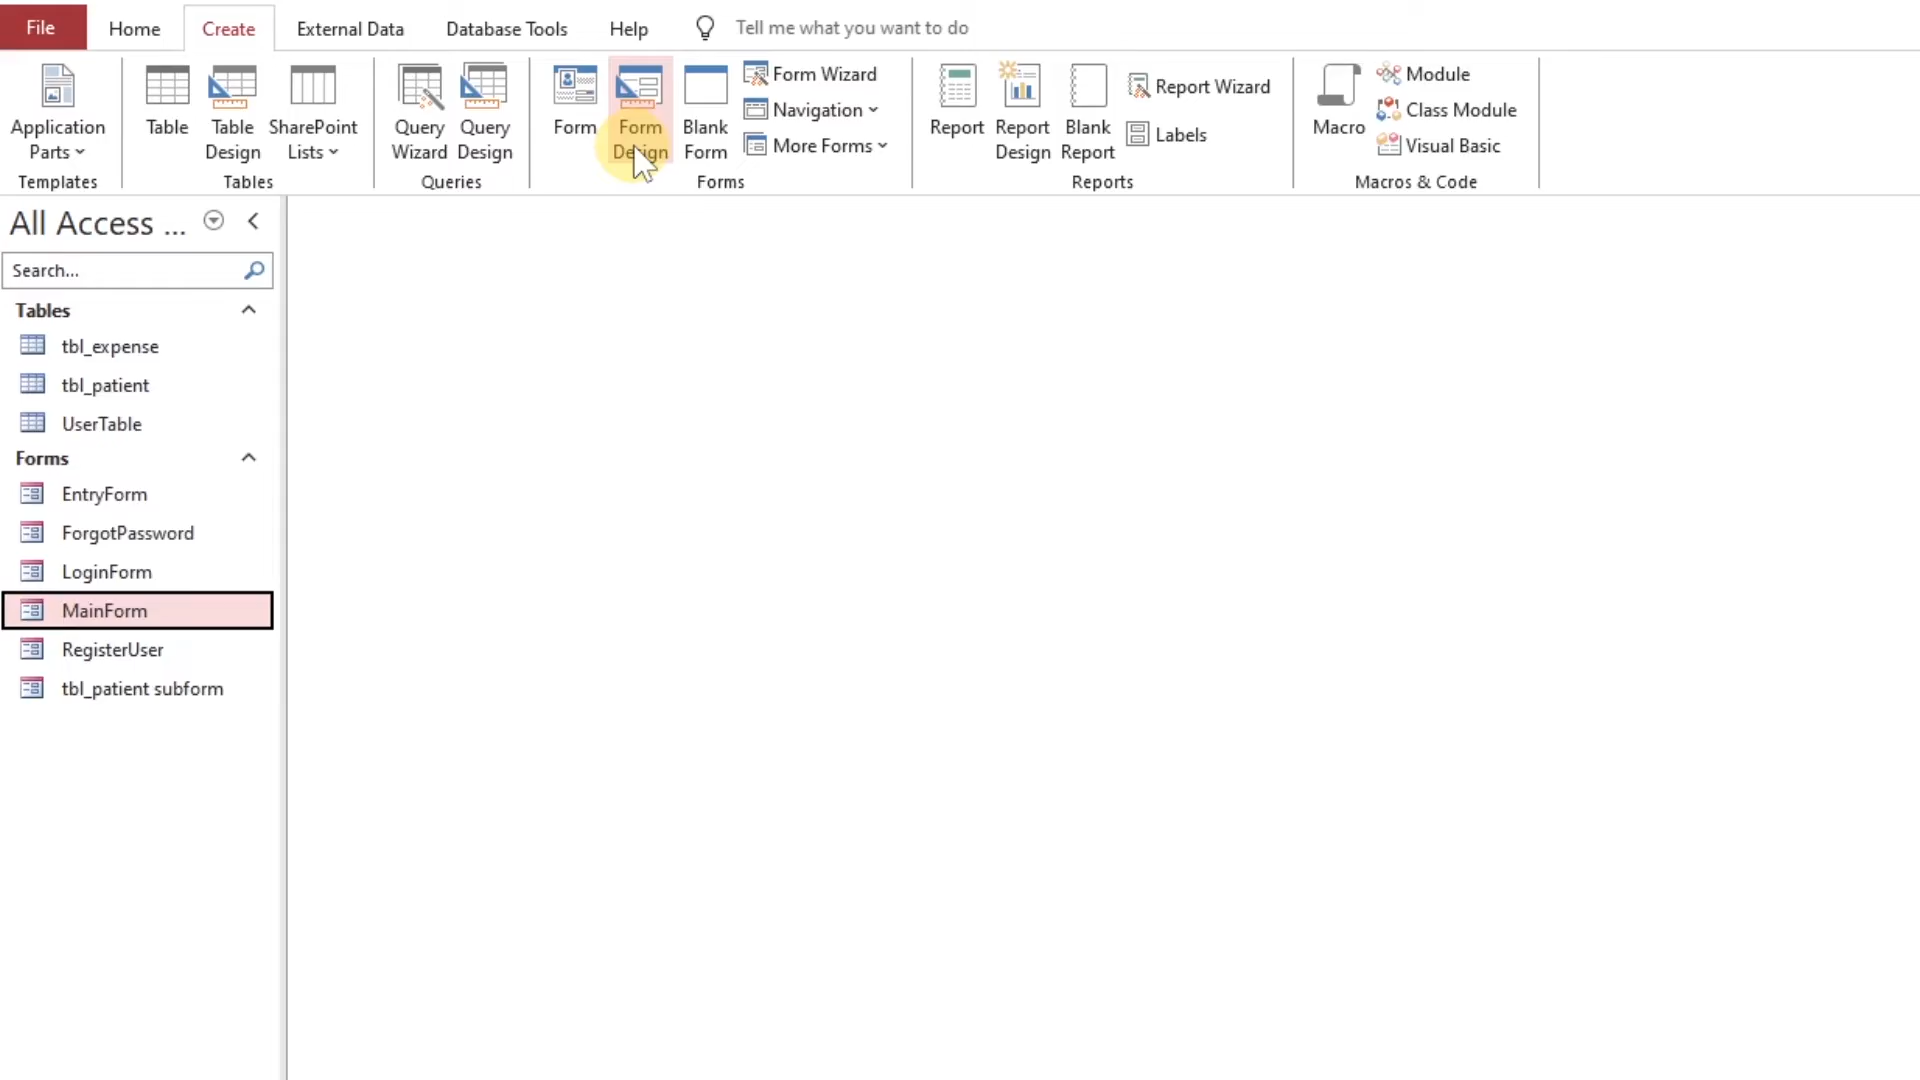 File Home Create External Data Database Tools Help Tell me what you want to do
Application Parts
Table
Table Design
SharePoint Lists
Query Wizard
Query Design
Form
Form Design
Blank Form
Form Wizard
Navigation
More Forms
Report
Report Design
Blank Report
Report Wizard
Labels
Macro
Module
Class Module
Visual Basic
Templates Tables Queries Forms Reports Macros & Code
All Access ...
Search...
Tables
tbl_expense
tbl_patient
UserTable
Forms
EntryForm
ForgotPassword
LoginForm
MainForm
RegisterUser
tbl_patient subform